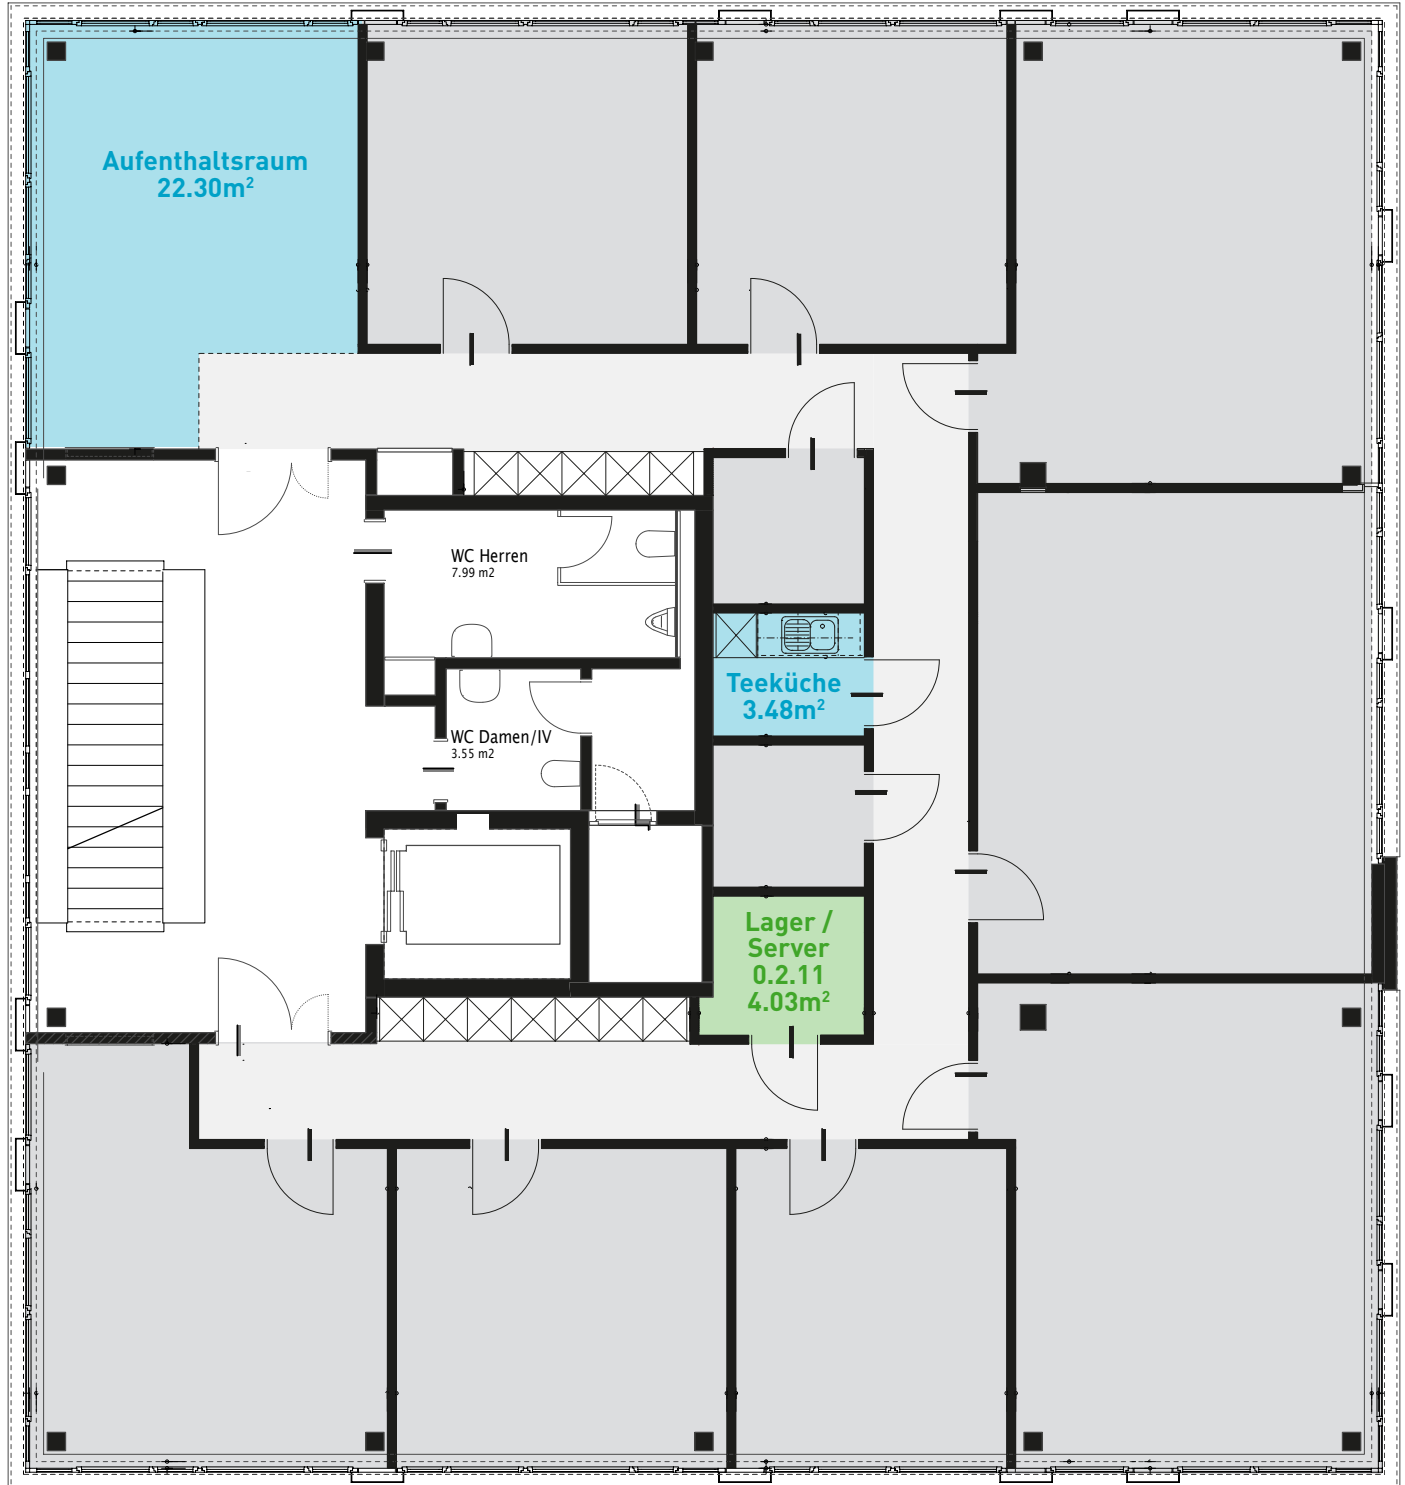 Aufenthaltsraum
22.30m²
WC Herren
7.99 m2
Teeküche
3.48m²
WC Damen/IV
3.55 m2
Lager /
Server
0.2.11
4.03m²